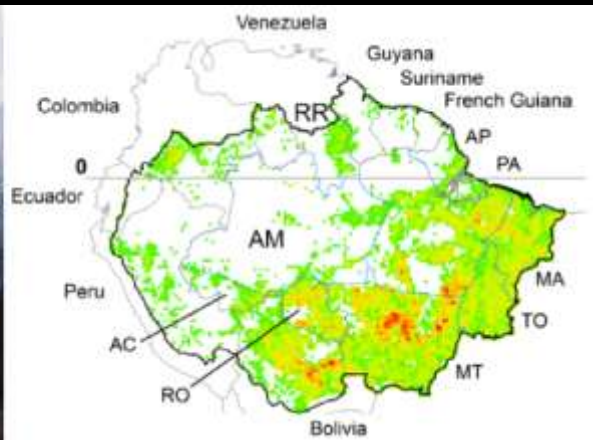 Venezuela
Guyana
Suriname
French Guiana
Colombia
RR
AP
PA
0
Ecuador
AM
Peru
MA
TO
AC
MT
RO
Bolivia